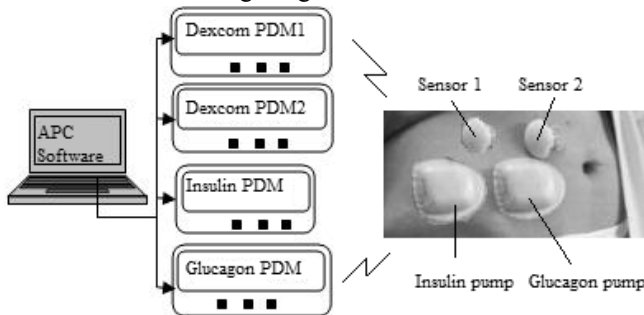 Dexcom PDM1
Dexcom PDM2
Insulin PDM
Glucagon PDM
APC
Software
Sensor 1
Sensor 2
Insulin pump
Glucagon pump